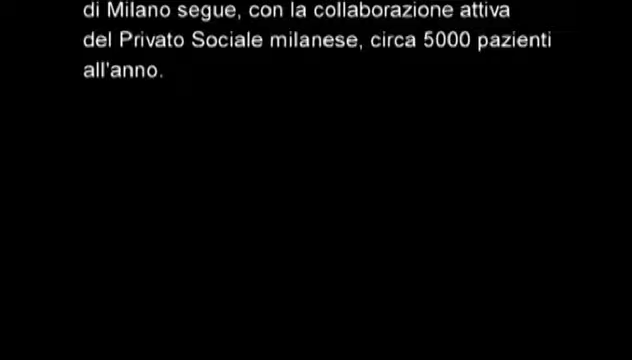 di Milano segue, con la collaborazione attiva
del Privato Sociale milanese, circa 5000 pazienti
all'anno.